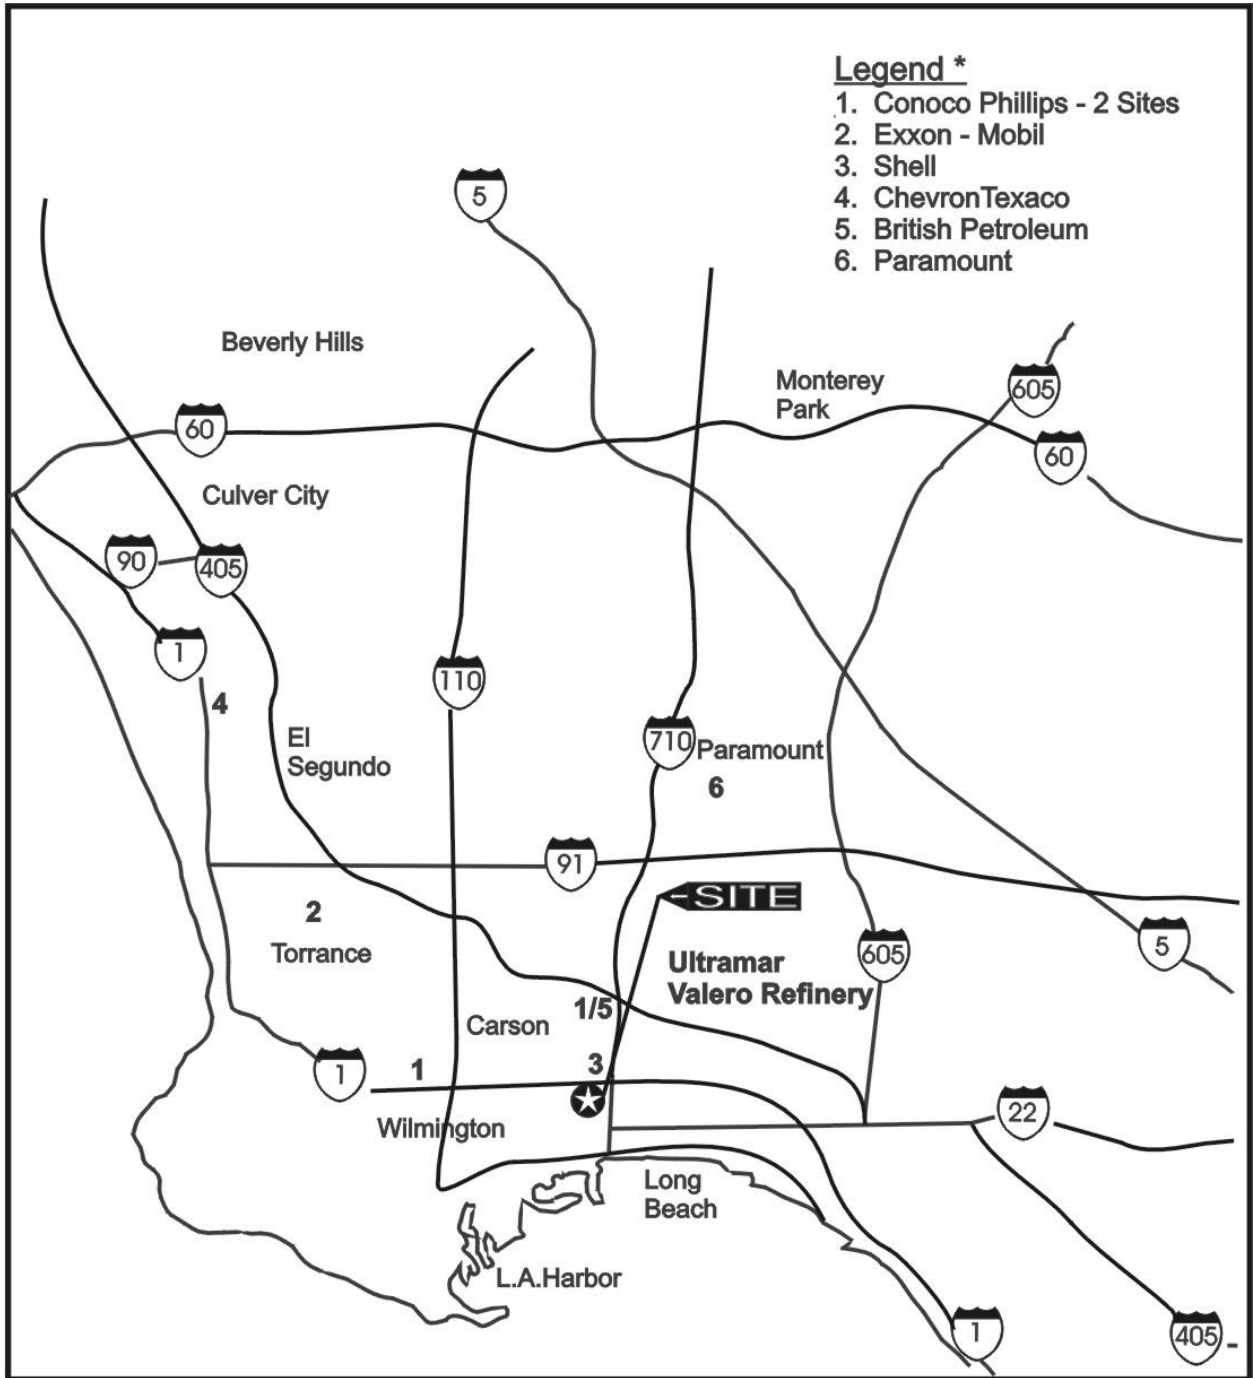 Legend *
1. Conoco Phillips - 2 Sites
2. Exxon - Mobil
3. Shell
4. ChevronTexaco
5. British Petroleum
6. Paramount
5
Beverly Hills
Monterey
Park
605
60
60
Culver City
90
405
1
110
4
El
Segundo
710
Paramount
6
91
SITE
2
Torrance
605
5
Ultramar
Valero Refinery
1/5
Carson
1
1
3
22
Wilmington
Long
Beach
L.A.Harbor
1
405 -